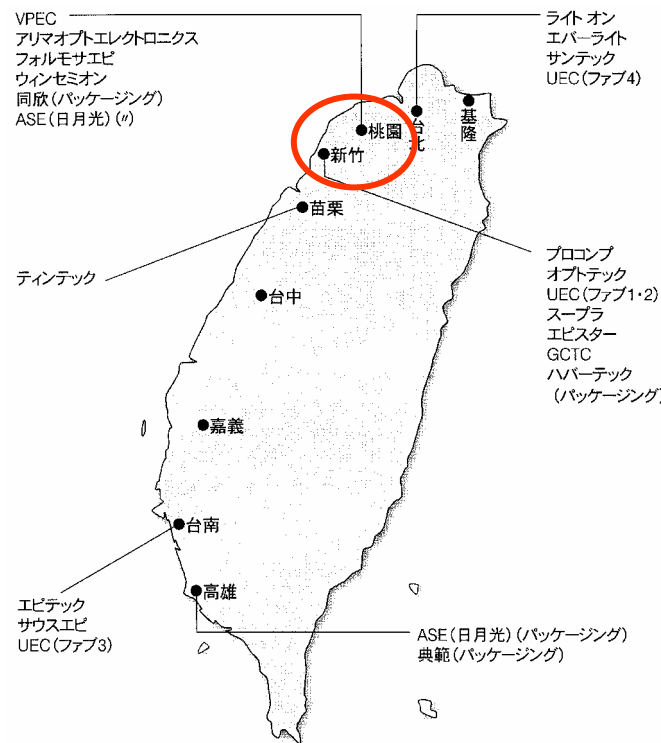 VPEC
アリマオプトエレクトロニクス
フォルモサエピ
ウィンセミオン
同欣(パッケージング)
ASE(日月光)(〃)
ライト オン
エバーライト
サンテック
UEC(ファブ4)
基隆
台北
桃園
新竹
苗栗
ティンテック
台中
プロコンプ
オプトテック
UEC(ファブ1・2)
スープラ
エピスター
GCTC
ハバーテック
(パッケージング)
嘉義
台南
高雄
エピテック
サウスエピ
UEC(ファブ3)
ASE(日月光)(パッケージング)
典範(パッケージング)